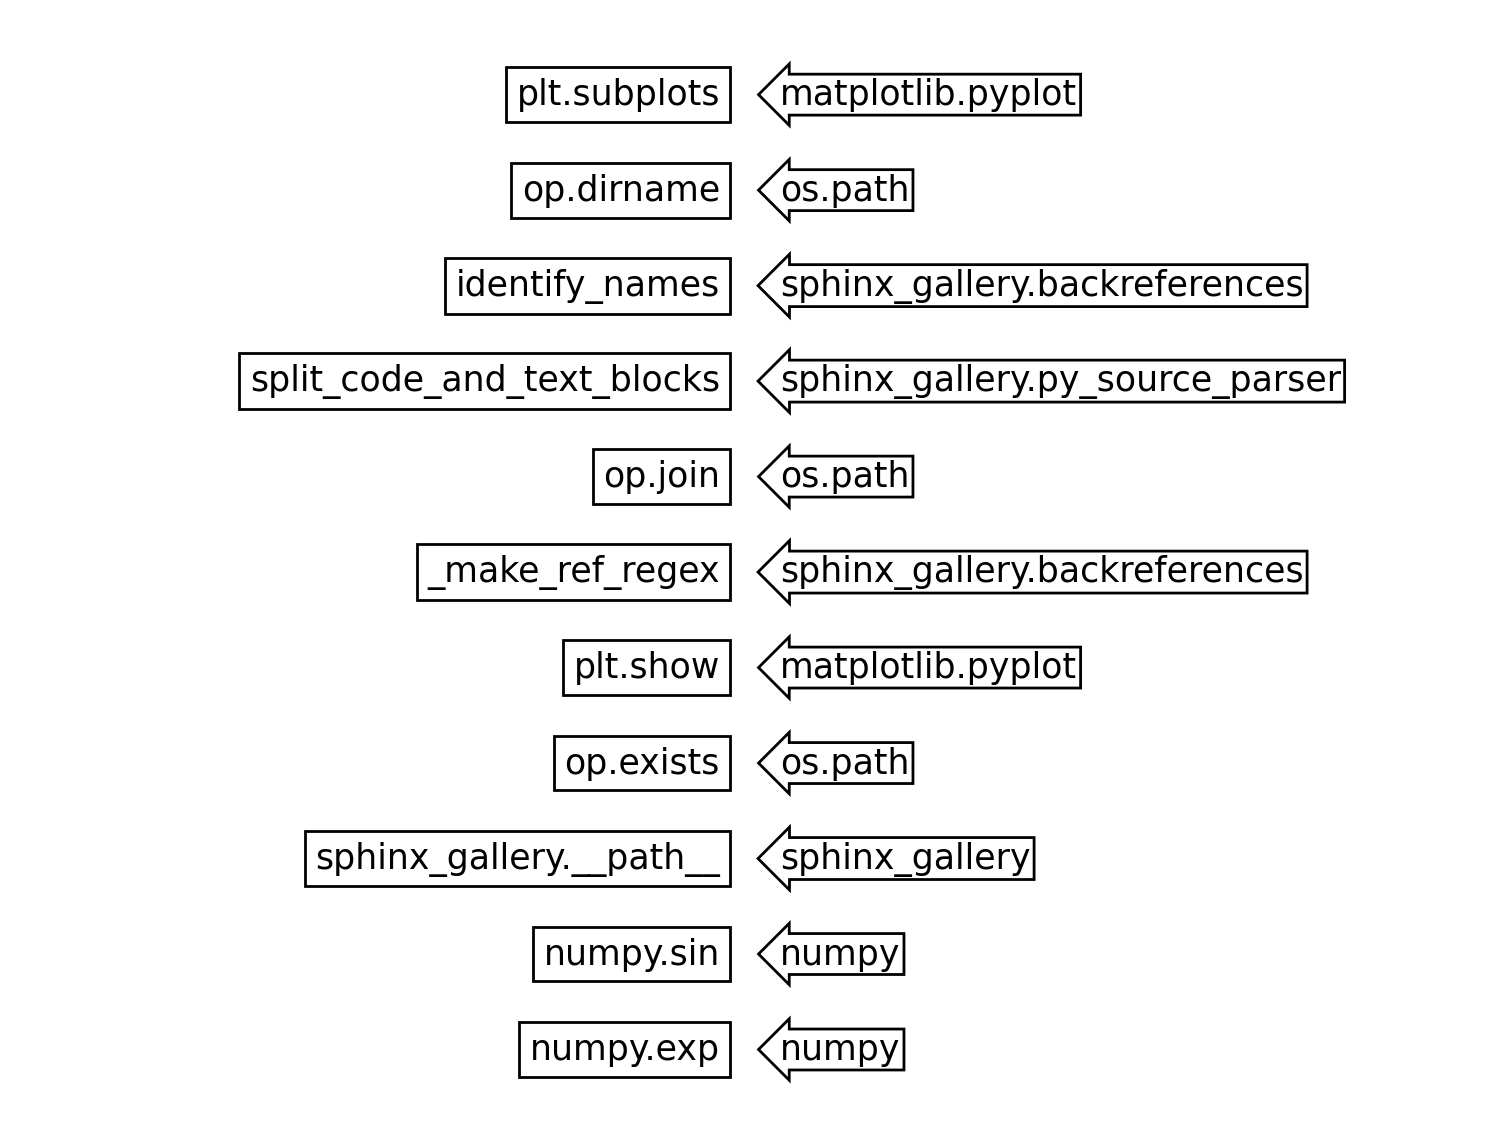 plt.subplots matplotlib.pyplot
op.dirname os.path
identify_names sphinx_gallery.backreferences
split_code_and_text_blocks sphinx_gallery.py_source_parser
op.join os.path
_make_ref_regex sphinx_gallery.backreferences
plt.show matplotlib.pyplot
op.exists os.path
sphinx_gallery.__path__ sphinx_gallery
numpy.sin numpy
numpy.exp numpy